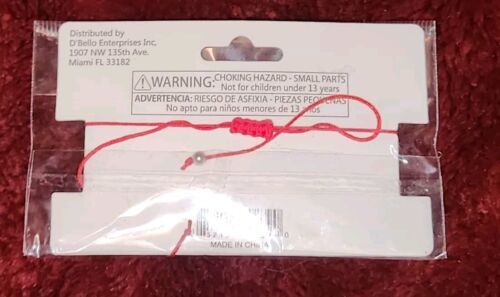 Distributed by
D'Bello Enterprises Inc,
1907 NW 135th Ave.
Miami FL 33182
WARNING: CHOKING HAZARD - SMALL PARTS
Not for children under 13 years
ADVERTENCIA: RIESGO DE ASFIXIA - PIEZAS PEQUEÑAS
No apto para niños menores de 13 años
MADE IN CHINA